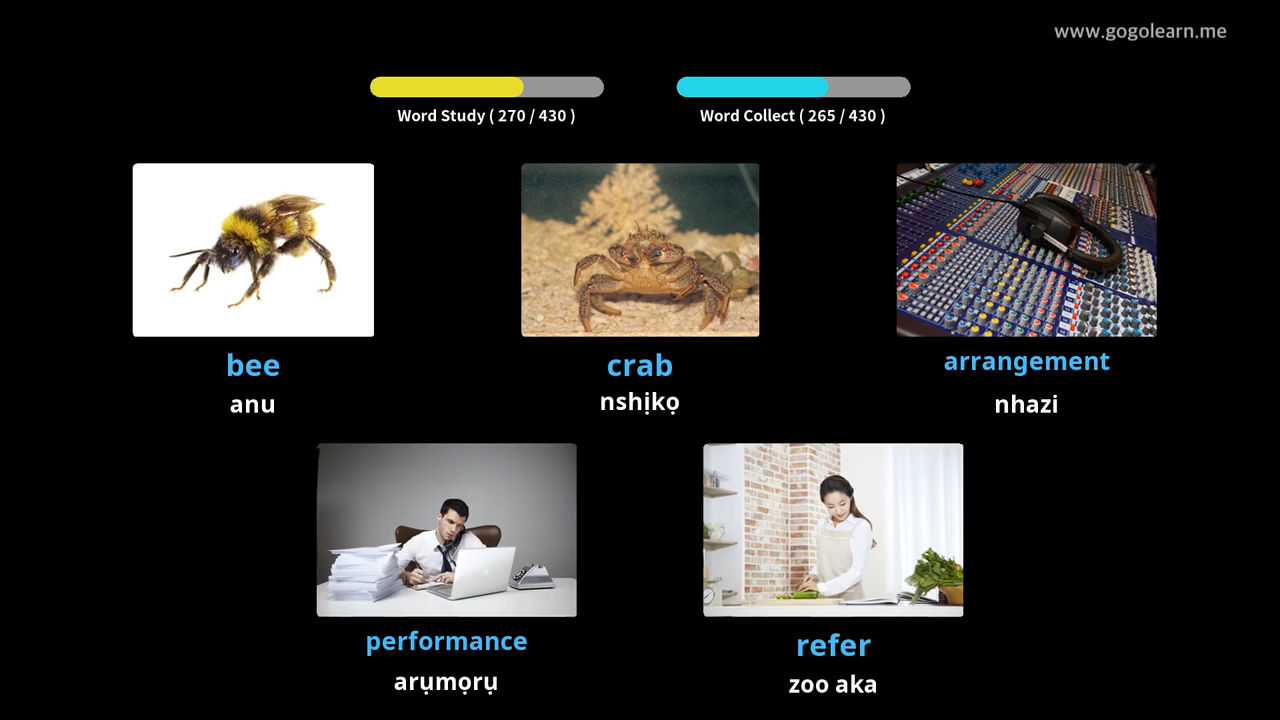 www.gogolearn.me
Word Study ( 270 / 430 )
Word Collect ( 265 / 430 )
bee
anu
crab
nshịkọ
arrangement
nhazi
performance
arụmọrụ
refer
zoo aka